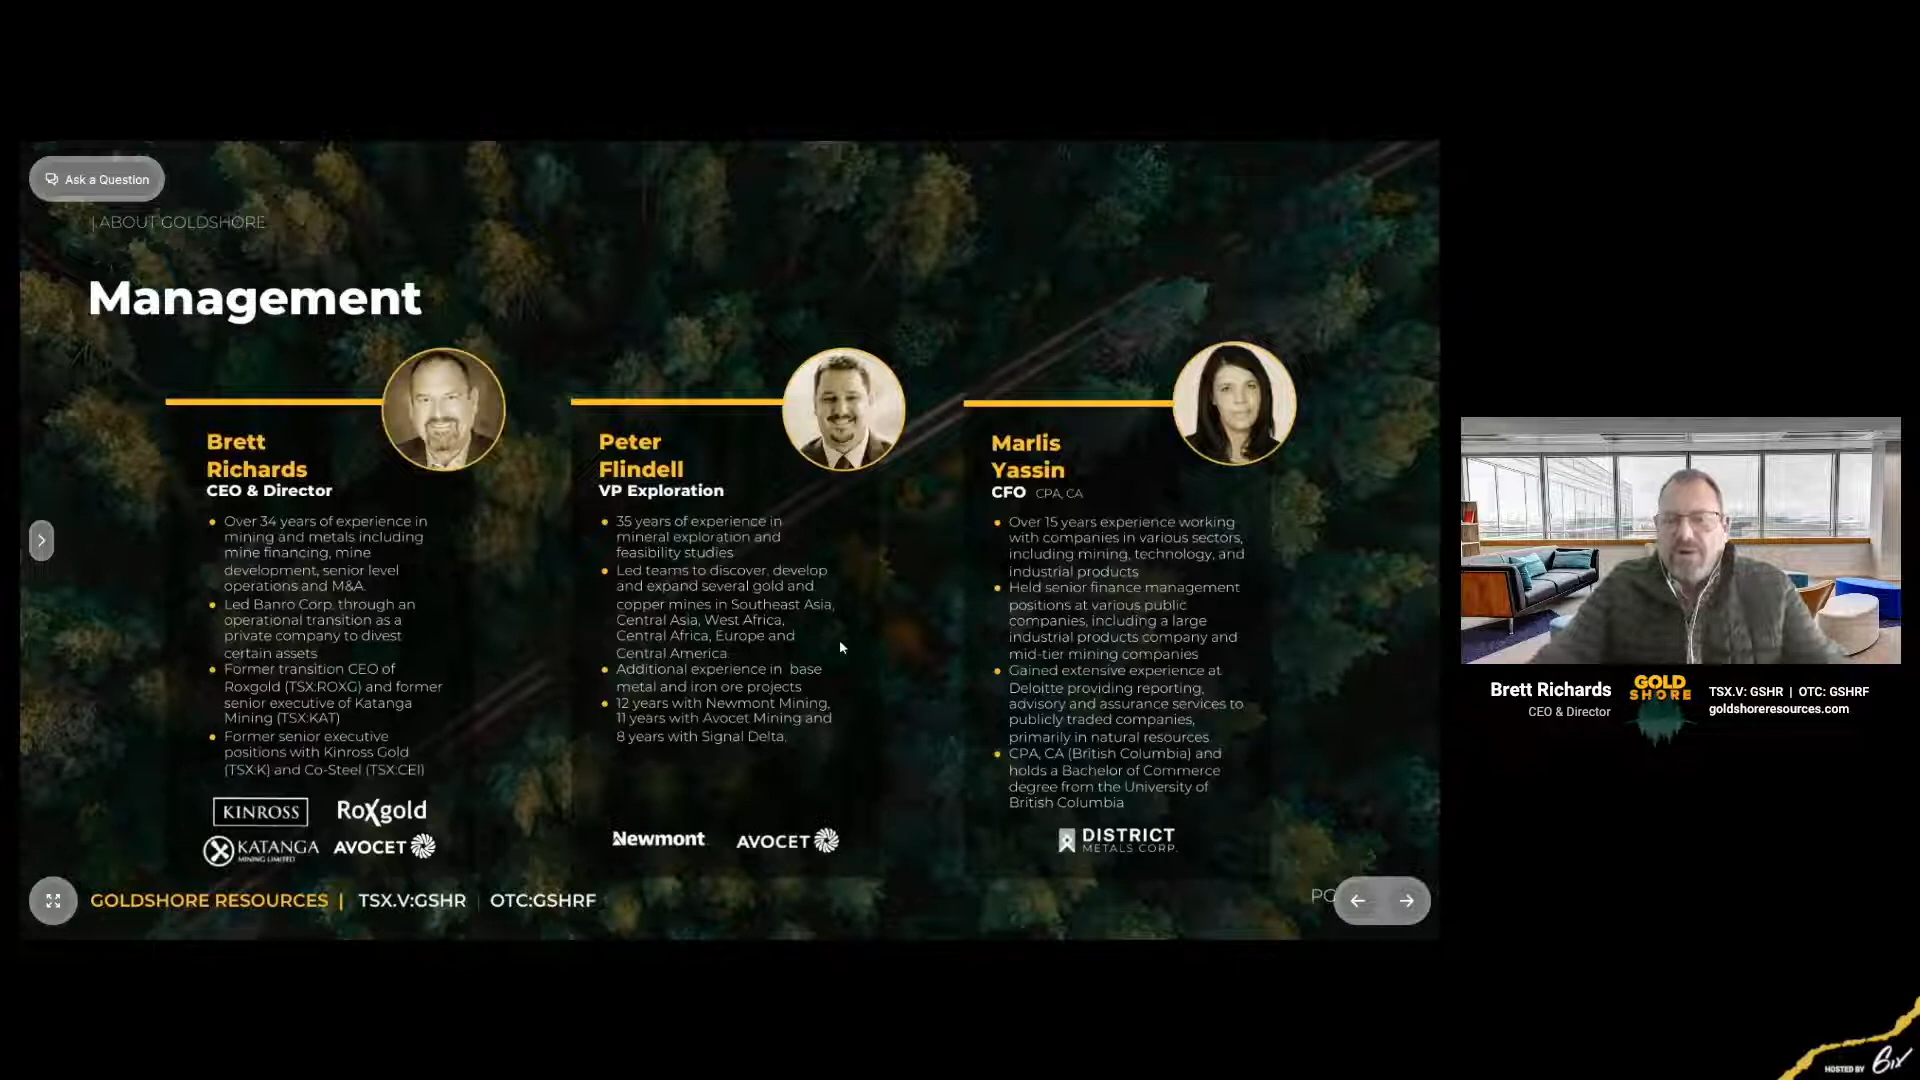 Ask a Question
| ABOUT GOLDSHORE
Management
Brett
Richards
CEO & Director
Over 34 years of experience in
mining and metals including
mine financing, mine
development, senior level
operations and M&A.
Led Banro Corp. through an
operational transition as a
private company to divest
certain assets
Former transition CEO of
Roxgold (TSX:ROXG) and former
senior executive of Katanga
Mining (TSX:KAT)
Former senior executive
positions with Kinross Gold
(TSX:K) and Co-Steel (TSX:CEI)
KINROSS
RoXgold
KATANGA
MINING LIMITED
AVOCET
Peter
Flindell
VP Exploration
35 years of experience in
mineral exploration and
feasibility studies
Led teams to discover, develop
and expand several gold and
copper mines in Southeast Asia,
Central Asia, West Africa,
Central Africa, Europe and
Central America.
Additional experience in base
metal and iron ore projects
12 years with Newmont Mining,
11 years with Avocet Mining and
8 years with Signal Delta.
Newmont
AVOCET
Marlis
Yassin
CFO CPA, CA
Over 15 years experience working
with companies in various sectors,
including mining, technology, and
industrial products
Held senior finance management
positions at various public
companies, including a large
industrial products company and
mid-tier mining companies
Gained extensive experience at
Deloitte providing reporting,
advisory and assurance services to
publicly traded companies,
primarily in natural resources
CPA, CA (British Columbia) and
holds a Bachelor of Commerce
degree from the University of
British Columbia
DISTRICT
METALS CORP.
GOLDSHORE RESOURCES | TSX.V:GSHR | OTC:GSHRF
PG
Brett Richards
CEO & Director
GOLD
SHORE
TSX.V: GSHR | OTC: GSHRF
goldshoreresources.com
HOSTED BY 6ix